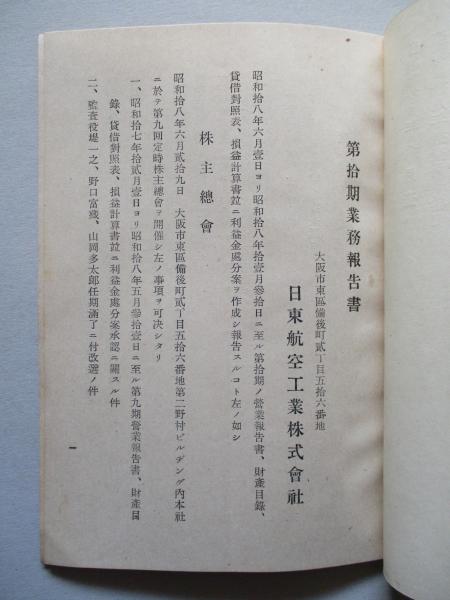 第拾期業務報告書
大阪市東區備後町貳丁目五拾六番地
日東航空工業株式會社
昭和拾八年六月壹日ヨリ昭和拾八年拾壹月參拾日ニ至ル第拾期ノ營業報告書、財產目錄、
貸借對照表、損益計算書竝ニ利益金處分案ヲ作成シ報告スルコト左ノ如シ
株主總會
昭和拾八年六月貳拾九日　大阪市東區備後町貳丁目五拾六番地第二野村ビルヂング內本社
ニ於テ第九回定時株主總會ヲ開催シ左ノ事項ヲ可決シタリ
一、昭和拾七年拾貳月壹日ヨリ昭和拾八年五月參拾壹日ニ至ル第九期營業報告書、財產目
錄、貸借對照表、損益計算書竝ニ利益金處分案承認ニ關スル件
二、監査役堤一之、野口富、山岡多太郎任期滿了ニ付改選ノ件
一